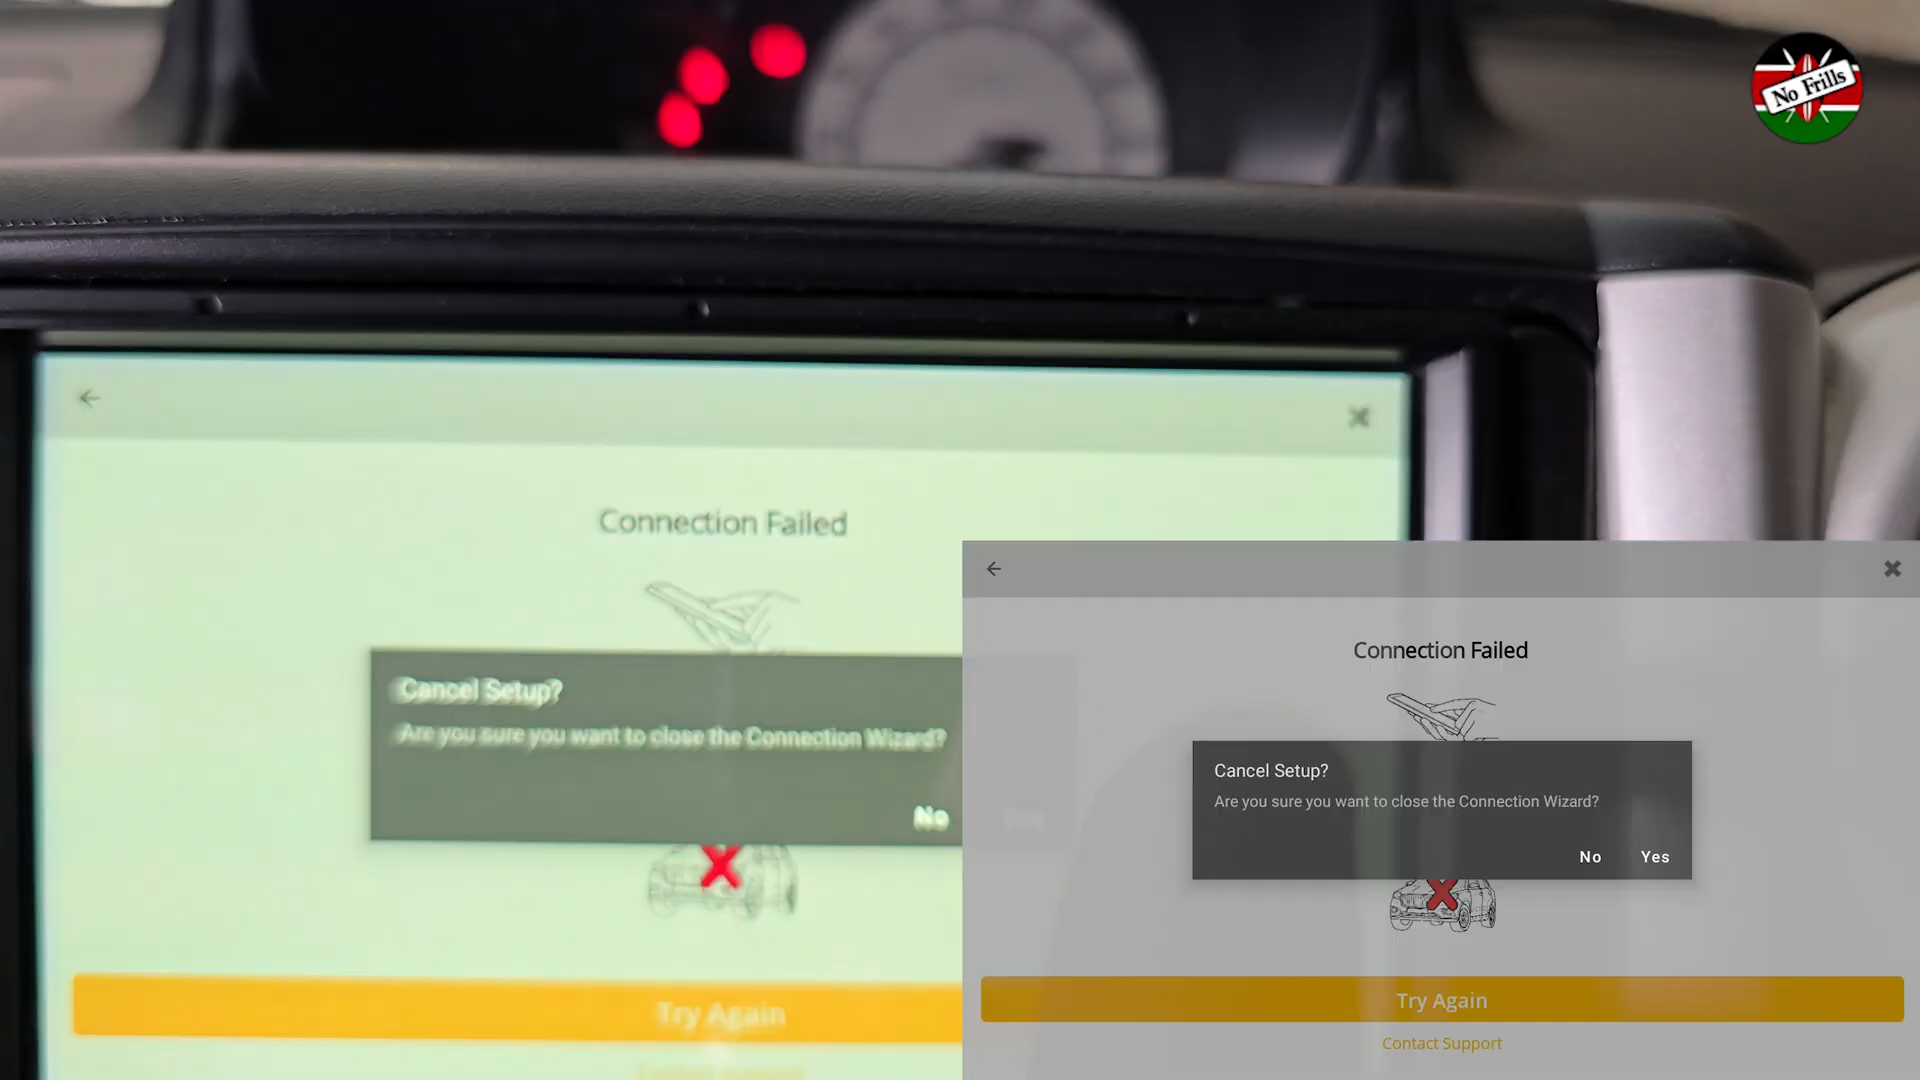 No Frills
Connection Failed
Cancel Setup?
Are you sure you want to close the Connection Wizard?
No
Try Again
Connection Failed
Cancel Setup?
Are you sure you want to close the Connection Wizard?
No Yes
Try Again
Contact Support